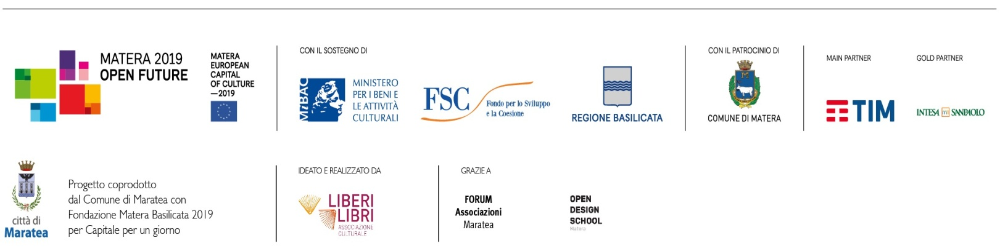 MATERA 2019
OPEN FUTURE
MATERA
EUROPEAN
CAPITAL
OF CULTURE
—2019
CON IL SOSTEGNO DI
MiBAC
MINISTERO
PER I BENI E
LE ATTIVITÀ
CULTURALI
FSC
Fondo per lo Sviluppo
e la Coesione
REGIONE BASILICATA
CON IL PATROCINIO DI
M
COMUNE DI MATERA
MAIN PARTNER
TIM
GOLD PARTNER
INTESA SANPAOLO
città di
Maratea
Progetto coprodotto
dal Comune di Maratea con
Fondazione Matera Basilicata 2019
per Capitale per un giorno
IDEATO E REALIZZATO DA
LIBERI
LIBRI
ASSOCIAZIONE
CULTURALE
GRAZIE A
FORUM
Associazioni
Maratea
OPEN
DESIGN
SCHOOL
Matera